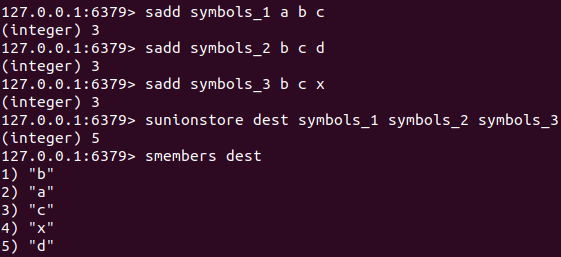 127.0.0.1:6379> sadd symbols_1 a b c
(integer) 3
127.0.0.1:6379> sadd symbols_2 b c d
(integer) 3
127.0.0.1:6379> sadd symbols_3 b c x
(integer) 3
127.0.0.1:6379> sunionstore dest symbols_1 symbols_2 symbols_3
(integer) 5
127.0.0.1:6379> smembers dest
1) "b"
2) "a"
3) "c"
4) "x"
5) "d"